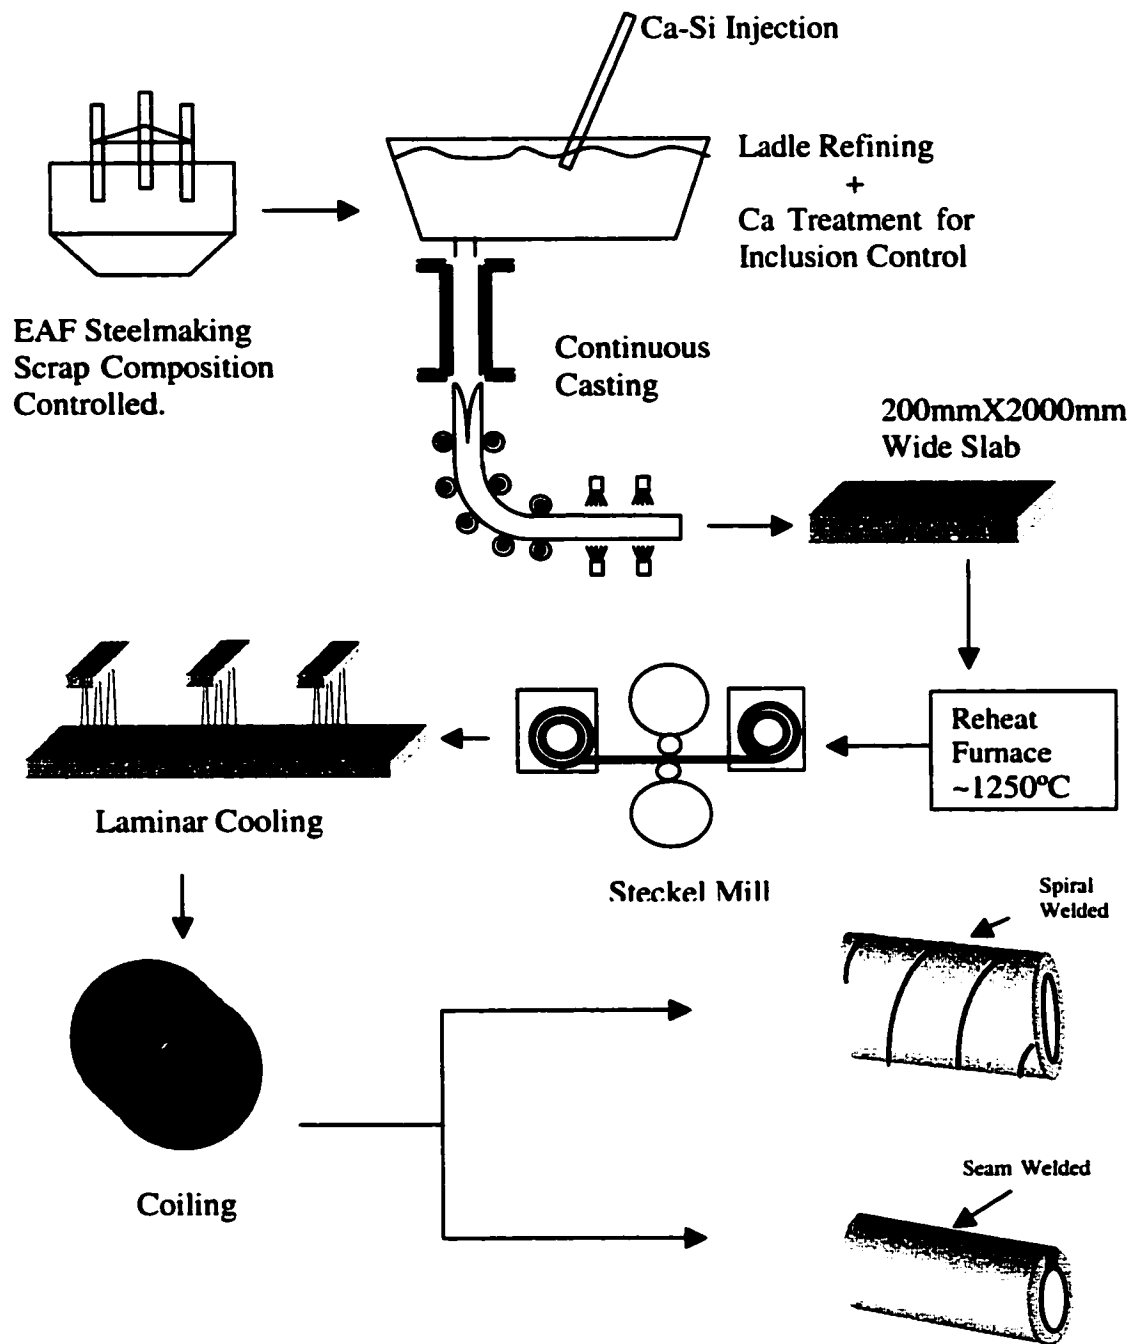 Ca-Si Injection
Ladle Refining
+
Ca Treatment for
Inclusion Control
EAF Steelmaking
Scrap Composition
Controlled.
Continuous
Casting
200mmX2000mm
Wide Slab
Reheat
Furnace
~1250ºC
Steckel Mill
Laminar Cooling
Coiling
Spiral
Welded
Seam Welded